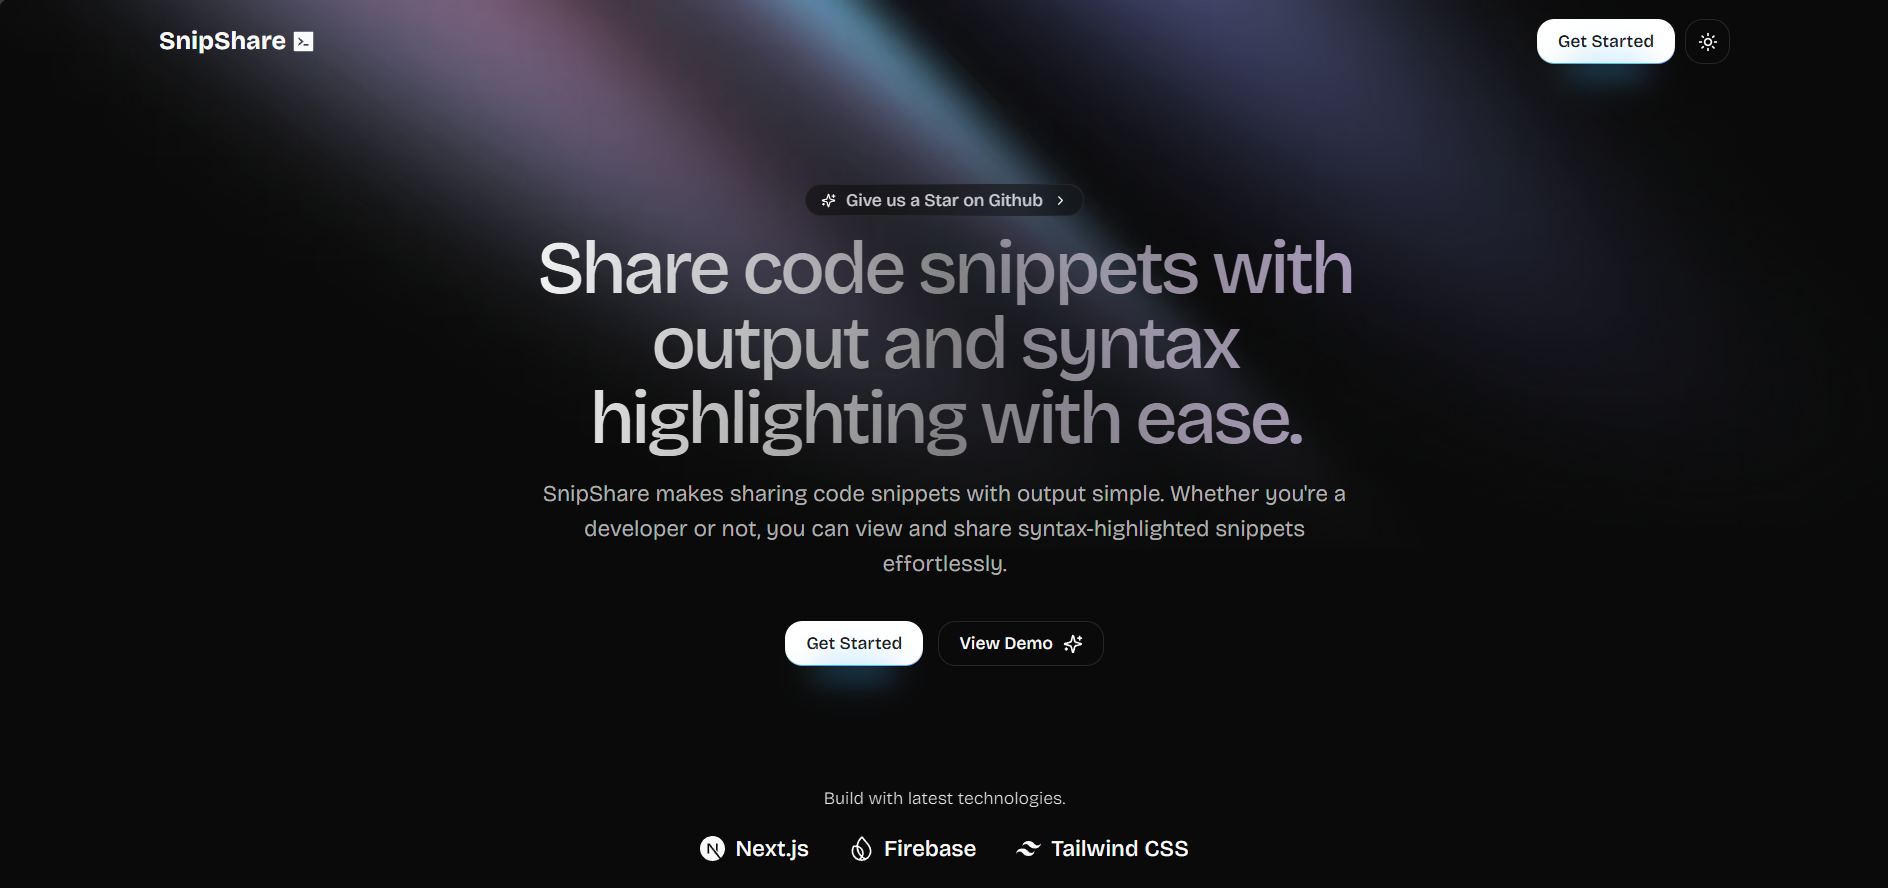 SnipShare
Get Started
Give us a Star on Github
Share code snippets with
output and syntax
highlighting with ease.
SnipShare makes sharing code snippets with output simple. Whether you're a
developer or not, you can view and share syntax-highlighted snippets
effortlessly.
Get Started
View Demo
Build with latest technologies.
Next.js
Firebase
Tailwind CSS